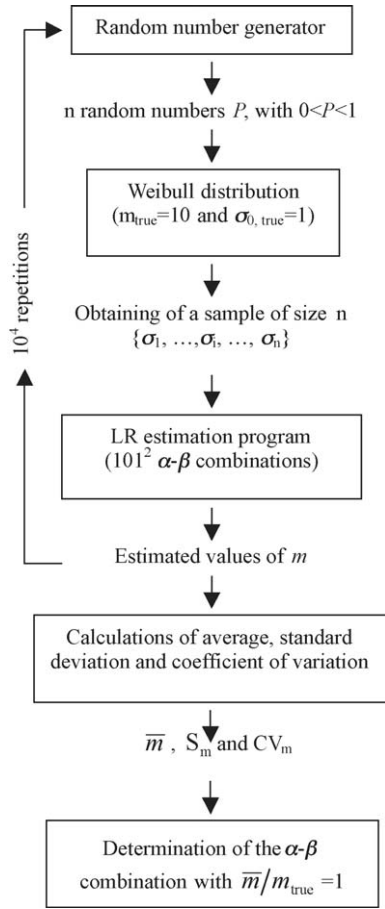 Random number generator
n random numbers P, with 0<P<1
Weibull distribution
(m_true=10 and σ_0, true=1)
Obtaining of a sample of size n
{σ_1, ...,σ_i, ..., σ_n}
10^4 repetitions
LR estimation program
(101^2 α-β combinations)
Estimated values of m
Calculations of average, standard
deviation and coefficient of variation
m̅ , S_m and CV_m
Determination of the α-β
combination with m̅/m_true =1